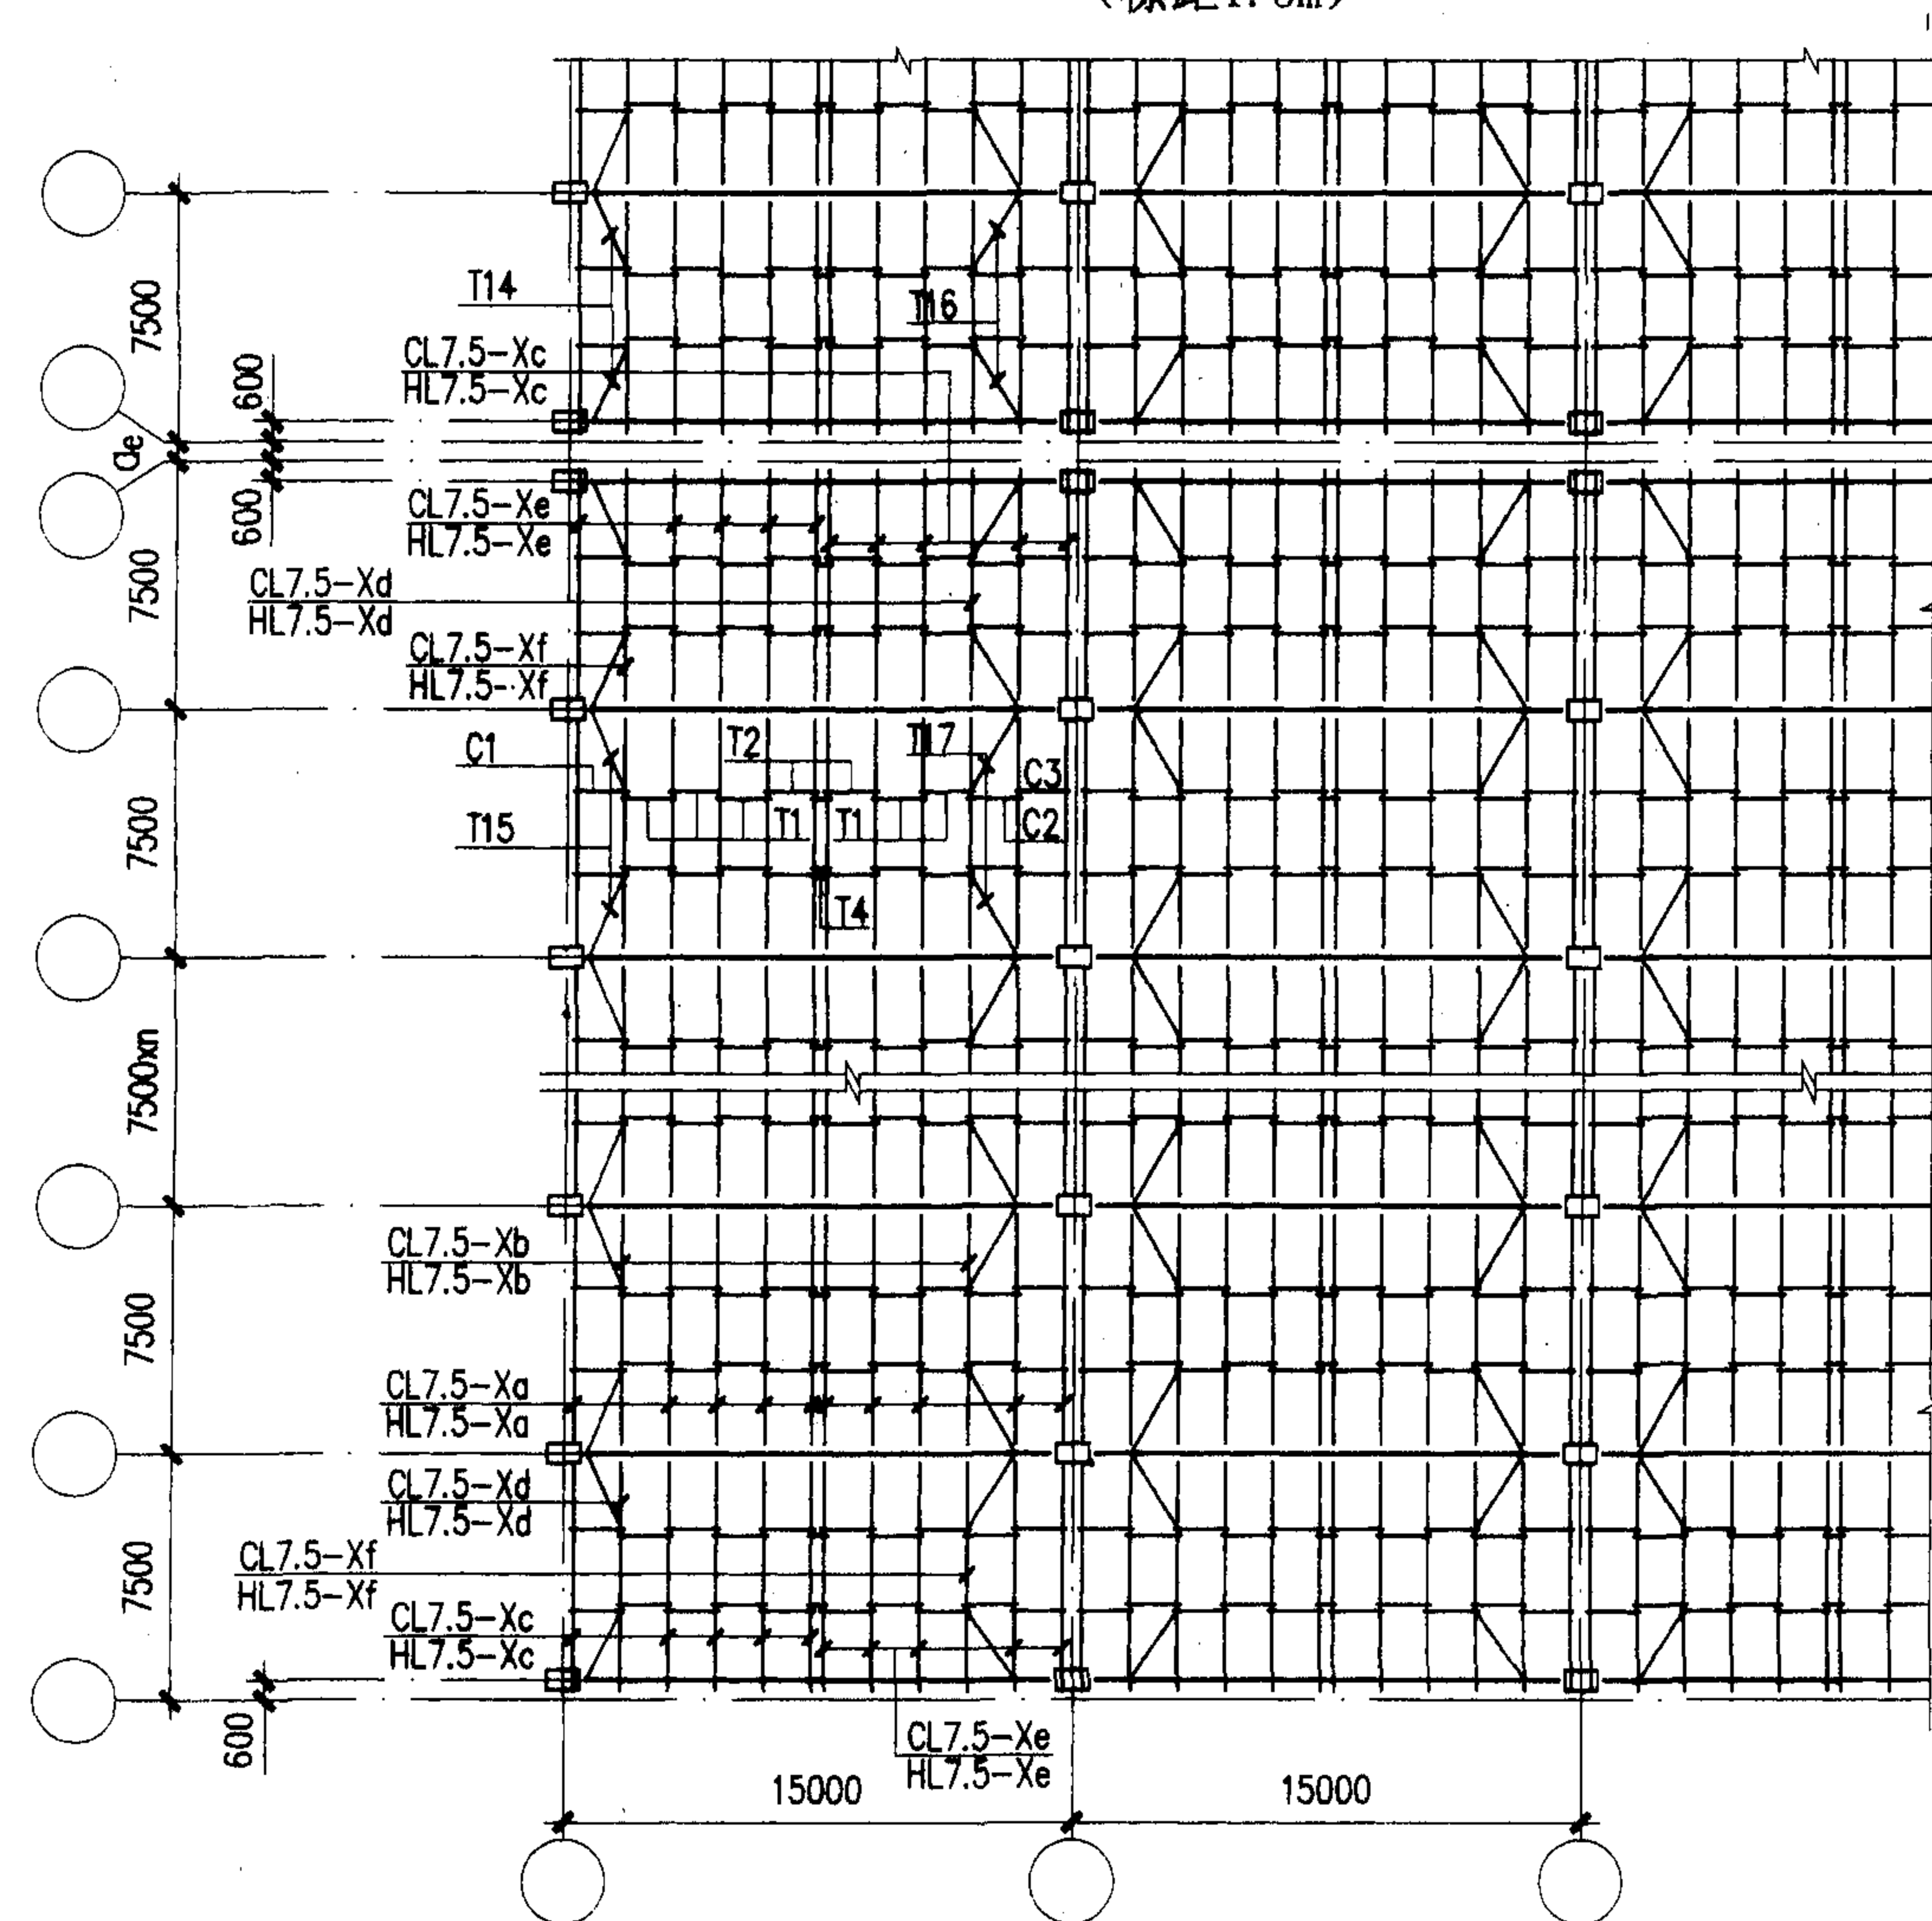 T14
T16
7500
CL7.5-Xc
HL7.5-Xc
600
ae
600
CL7.5-Xe
HL7.5-Xe
7500
CL7.5-Xd
HL7.5-Xd
CL7.5-Xf
HL7.5-Xf
C1
T2
T17
C3
7500
T15
T1
T1
C2
T4
7500xn
CL7.5-Xb
HL7.5-Xb
7500
CL7.5-Xa
HL7.5-Xa
CL7.5-Xd
HL7.5-Xd
7500
CL7.5-Xf
HL7.5-Xf
CL7.5-Xc
HL7.5-Xc
600
CL7.5-Xe
HL7.5-Xe
15000
15000